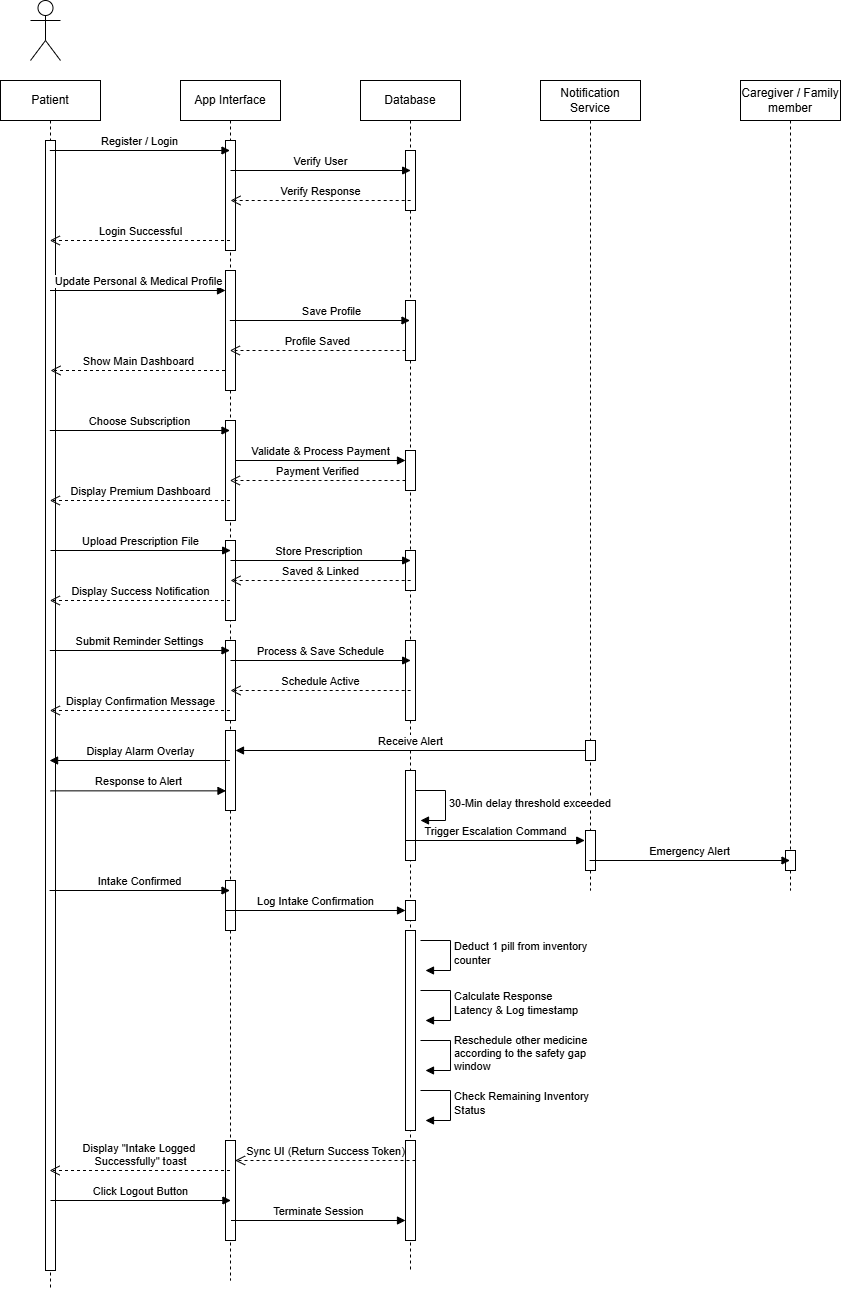 Patient
App Interface
Database
Notification
Service
Caregiver / Family
member
Register / Login
Verify User
Verify Response
Login Successful
Update Personal & Medical Profile
Save Profile
Profile Saved
Show Main Dashboard
Choose Subscription
Validate & Process Payment
Payment Verified
Display Premium Dashboard
Upload Prescription File
Store Prescription
Saved & Linked
Display Success Notification
Submit Reminder Settings
Process & Save Schedule
Schedule Active
Display Confirmation Message
Receive Alert
Display Alarm Overlay
Response to Alert
30-Min delay threshold exceeded
Trigger Escalation Command
Emergency Alert
Intake Confirmed
Log Intake Confirmation
Deduct 1 pill from inventory
counter
Calculate Response
Latency & Log timestamp
Reschedule other medicine
according to the safety gap
window
Check Remaining Inventory
Status
Sync UI (Return Success Token)
Display "Intake Logged
Successfully" toast
Click Logout Button
Terminate Session